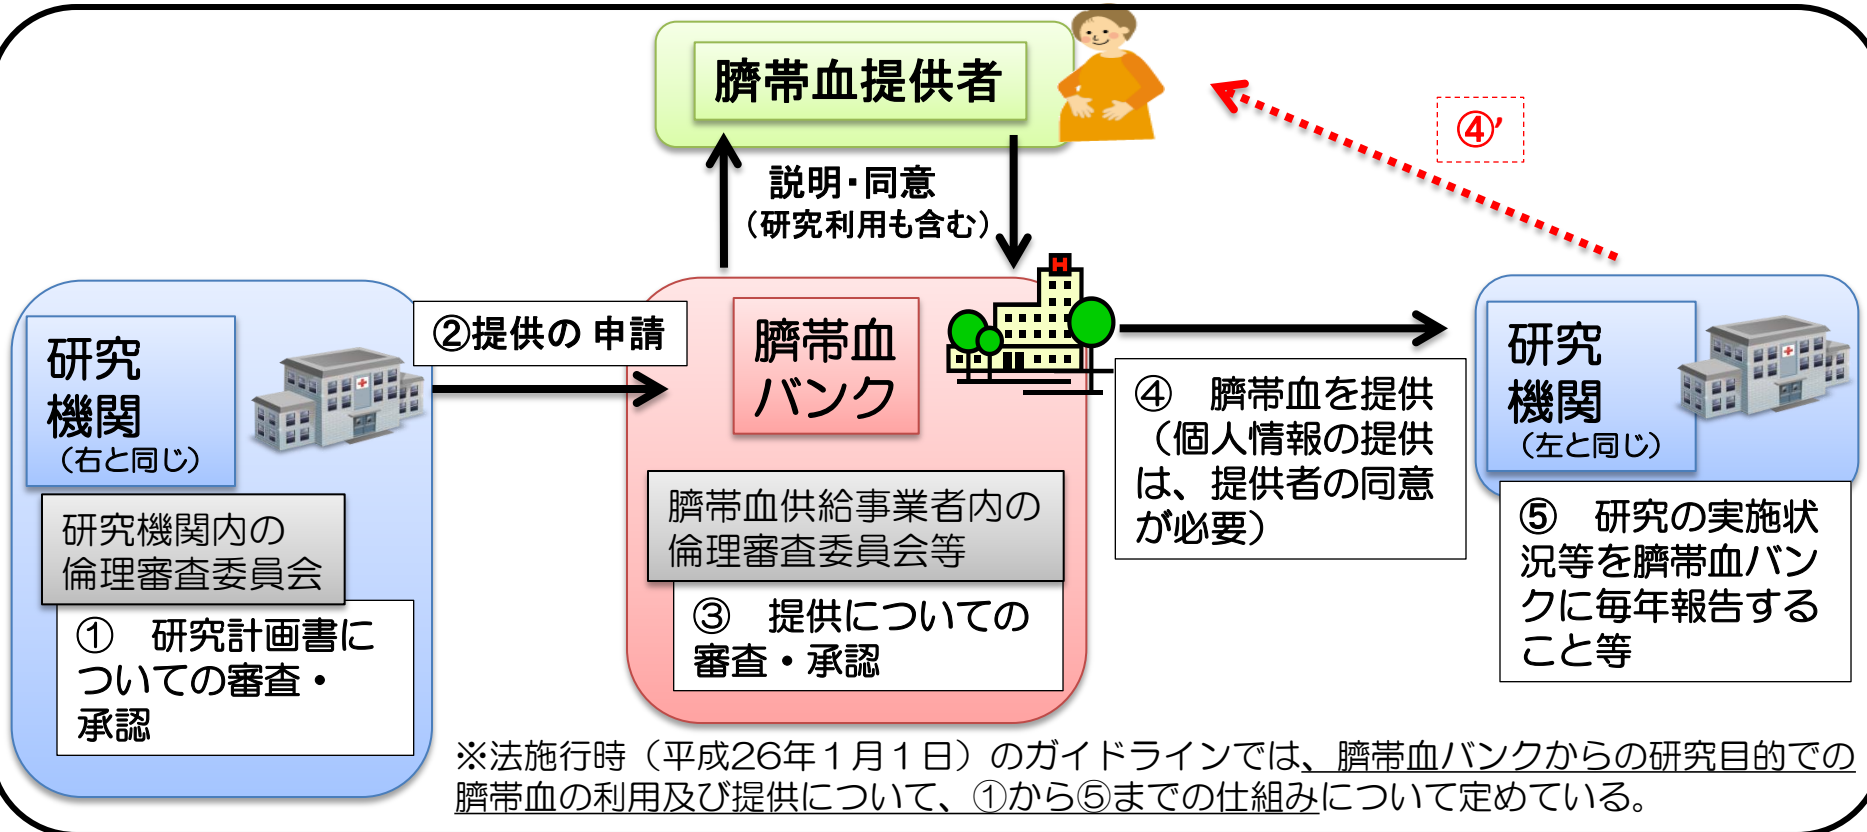 臍帯血提供者
④’
説明・同意
（研究利用も含む）
研究
機関
（右と同じ）
②提供の 申請
臍帯血
バンク
研究
機関
（左と同じ）
④　臍帯血を提供
（個人情報の提供
は、提供者の同意
が必要）
研究機関内の
倫理審査委員会
臍帯血供給事業者内の
倫理審査委員会等
⑤　研究の実施状
況等を臍帯血バン
クに毎年報告する
こと等
①　研究計画書に
ついての審査・
承認
③　提供についての
審査・承認
※法施行時（平成26年１月１日）のガイドラインでは、臍帯血バンクからの研究目的での
臍帯血の利用及び提供について、①から⑤までの仕組みについて定めている。